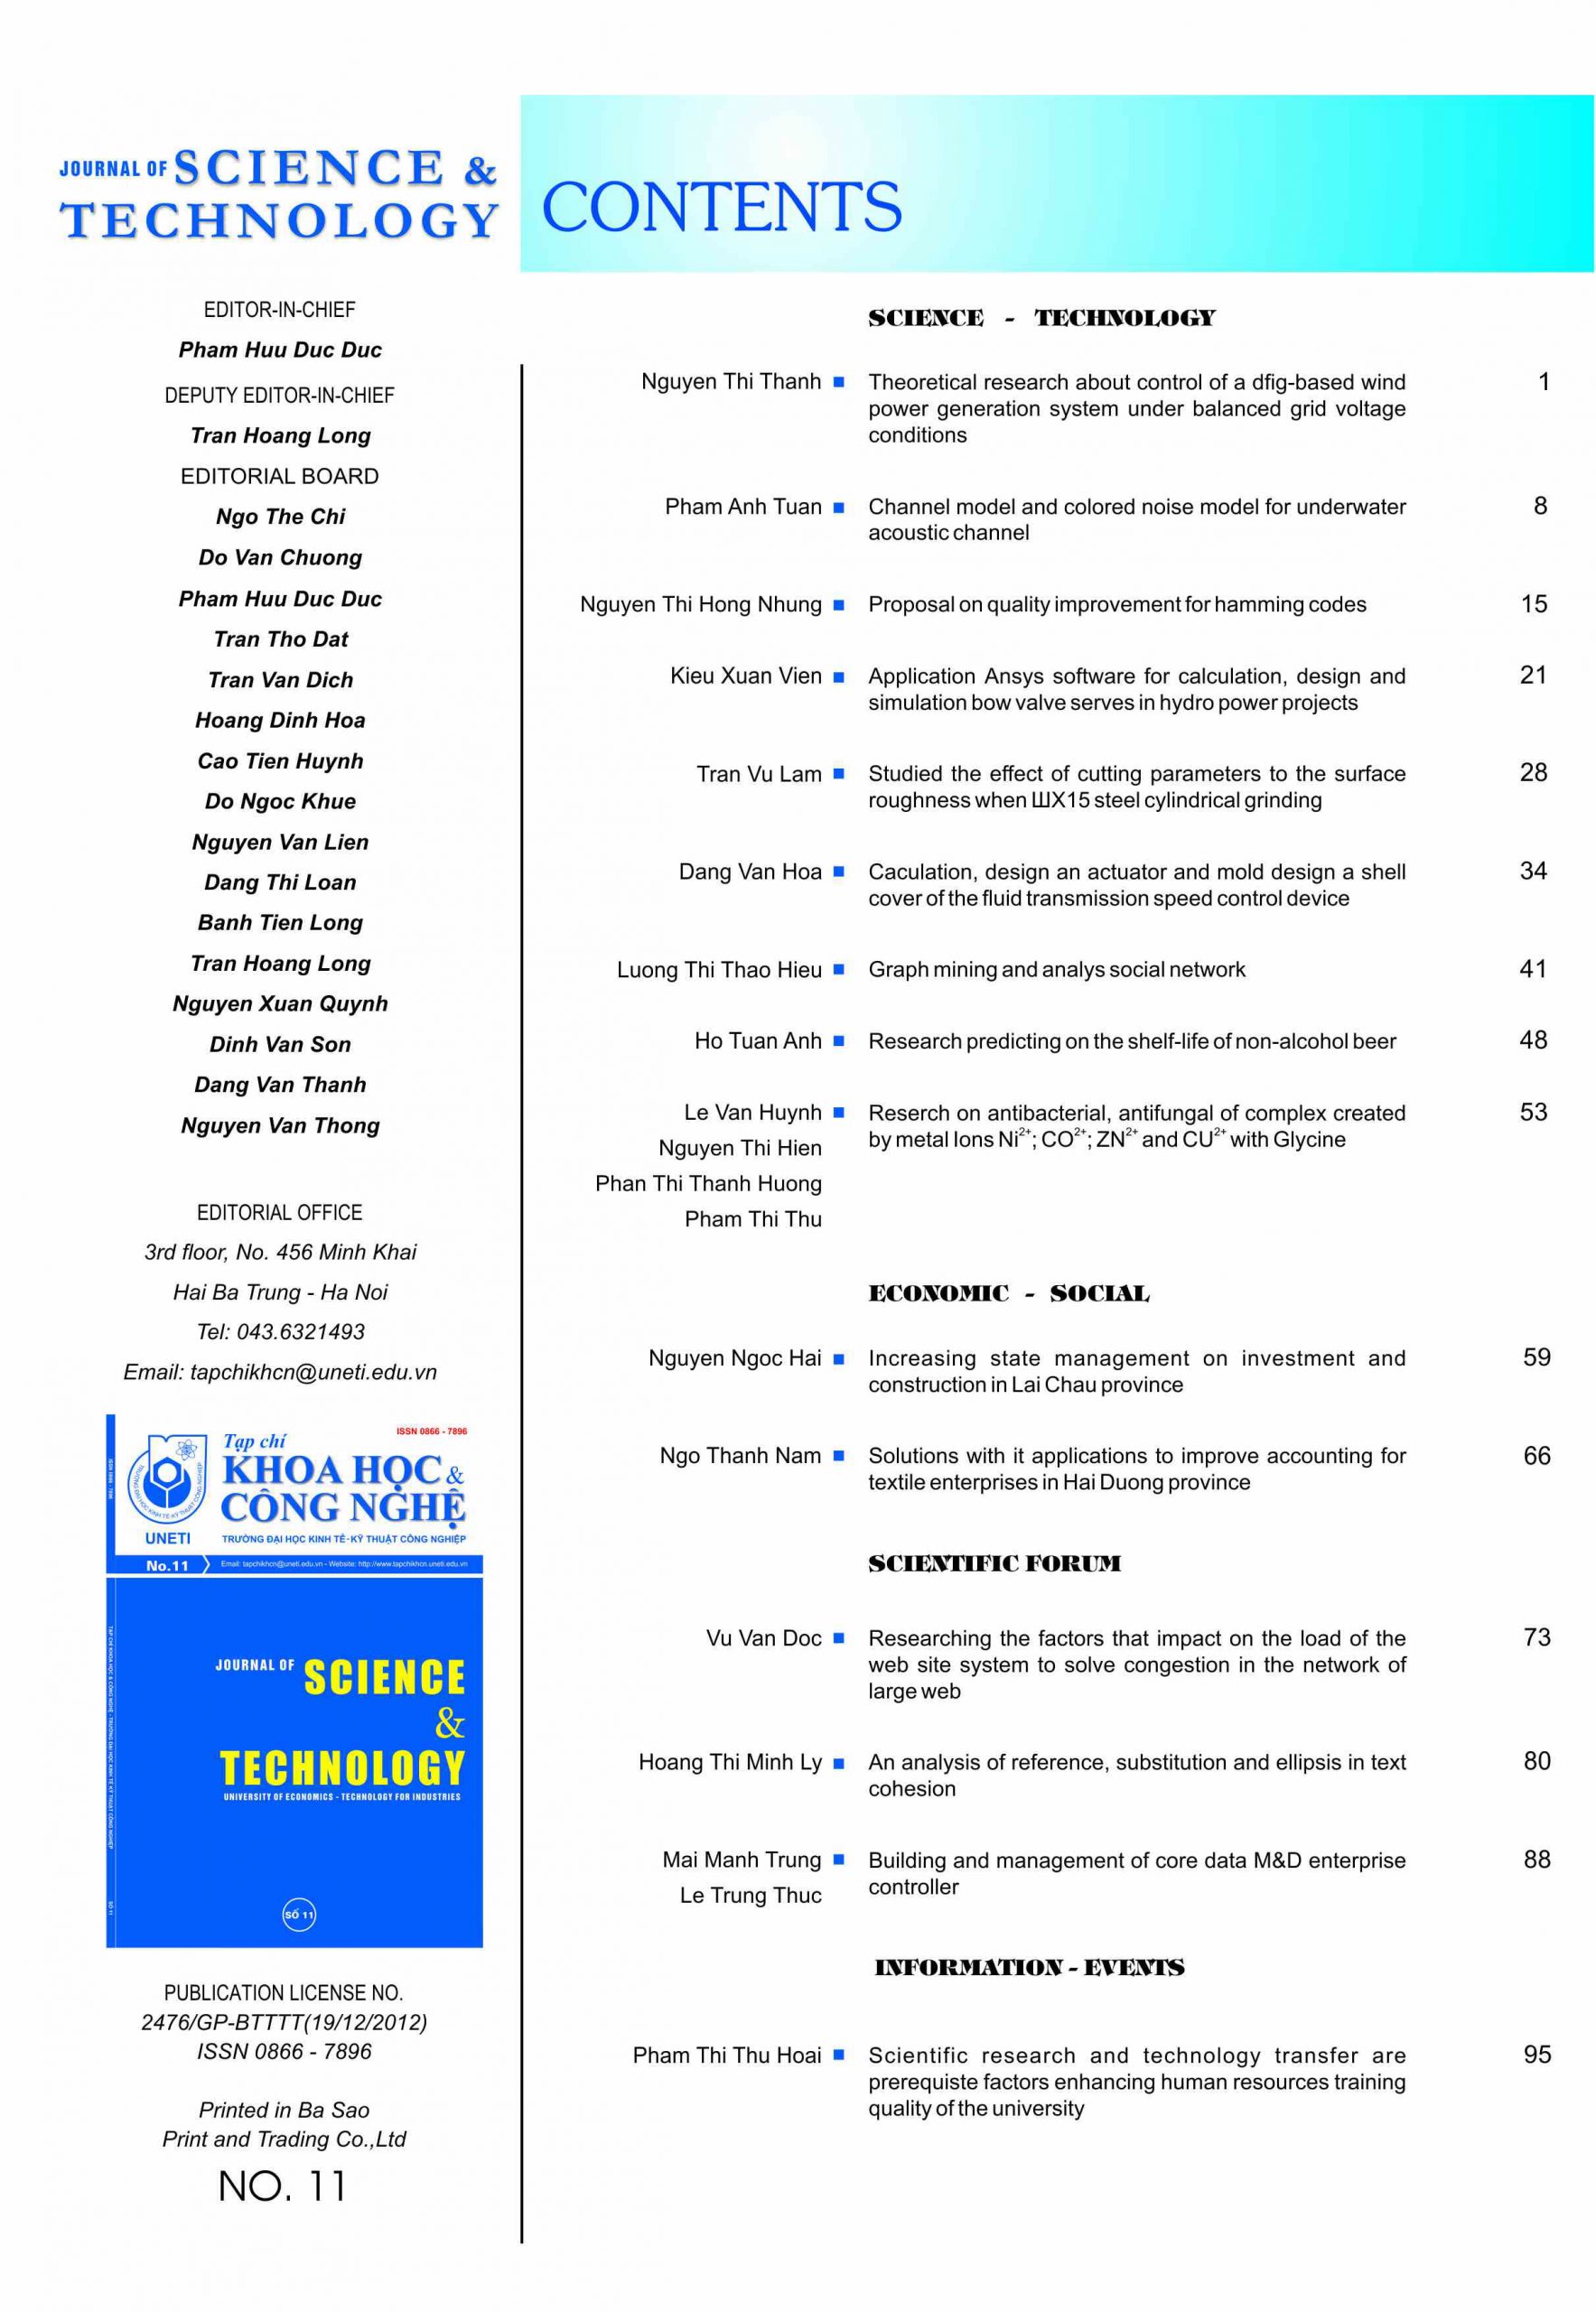 JOURNAL OF SCIENCE &
TECHNOLOGY
CONTENTS
EDITOR-IN-CHIEF
Pham Huu Duc Duc
DEPUTY EDITOR-IN-CHIEF
Tran Hoang Long
EDITORIAL BOARD
Ngo The Chi
Do Van Chuong
Pham Huu Duc Duc
Tran Tho Dat
Tran Van Dich
Hoang Dinh Hoa
Cao Tien Huynh
Do Ngoc Khue
Nguyen Van Lien
Dang Thi Loan
Banh Tien Long
Tran Hoang Long
Nguyen Xuan Quynh
Dinh Van Son
Dang Van Thanh
Nguyen Van Thong
EDITORIAL OFFICE
3rd floor, No. 456 Minh Khai
Hai Ba Trung - Ha Noi
Tel: 043.6321493
Email: tapchikhcn@uneti.edu.vn
ISSN 0866 - 7896
Tạp chí
KHOA HỌC &
CÔNG NGHỆ
UNETI
TRƯỜNG ĐẠI HỌC KINH TẾ - KỸ THUẬT CÔNG NGHIỆP
No.11
Email: tapchikhcn@uneti.edu.vn - Website: http://www.tapchikhcn.uneti.edu.vn
JOURNAL OF SCIENCE
&
TECHNOLOGY
UNIVERSITY OF ECONOMICS - TECHNOLOGY FOR INDUSTRIES
SỐ 11
PUBLICATION LICENSE NO.
2476/GP-BTTTT(19/12/2012)
ISSN 0866 - 7896
Printed in Ba Sao
Print and Trading Co.,Ltd
NO. 11
SCIENCE - TECHNOLOGY
Nguyen Thi Thanh ■ Theoretical research about control of a dfig-based wind 1
power generation system under balanced grid voltage
conditions
Pham Anh Tuan ■ Channel model and colored noise model for underwater 8
acoustic channel
Nguyen Thi Hong Nhung ■ Proposal on quality improvement for hamming codes 15
Kieu Xuan Vien ■ Application Ansys software for calculation, design and 21
simulation bow valve serves in hydro power projects
Tran Vu Lam ■ Studied the effect of cutting parameters to the surface 28
roughness when ШХ15 steel cylindrical grinding
Dang Van Hoa ■ Caculation, design an actuator and mold design a shell 34
cover of the fluid transmission speed control device
Luong Thi Thao Hieu ■ Graph mining and analys social network 41
Ho Tuan Anh ■ Research predicting on the shelf-life of non-alcohol beer 48
Le Van Huynh ■ Reserch on antibacterial, antifungal of complex created 53
by metal Ions Ni²⁺; CO²⁺; ZN²⁺ and CU²⁺ with Glycine
Nguyen Thi Hien
Phan Thi Thanh Huong
Pham Thi Thu
ECONOMIC - SOCIAL
Nguyen Ngoc Hai ■ Increasing state management on investment and 59
construction in Lai Chau province
Ngo Thanh Nam ■ Solutions with it applications to improve accounting for 66
textile enterprises in Hai Duong province
SCIENTIFIC FORUM
Vu Van Doc ■ Researching the factors that impact on the load of the 73
web site system to solve congestion in the network of
large web
Hoang Thi Minh Ly ■ An analysis of reference, substitution and ellipsis in text 80
cohesion
Mai Manh Trung ■ Building and management of core data M&D enterprise 88
Le Trung Thuc controller
INFORMATION - EVENTS
Pham Thi Thu Hoai ■ Scientific research and technology transfer are 95
prerequiste factors enhancing human resources training
quality of the university